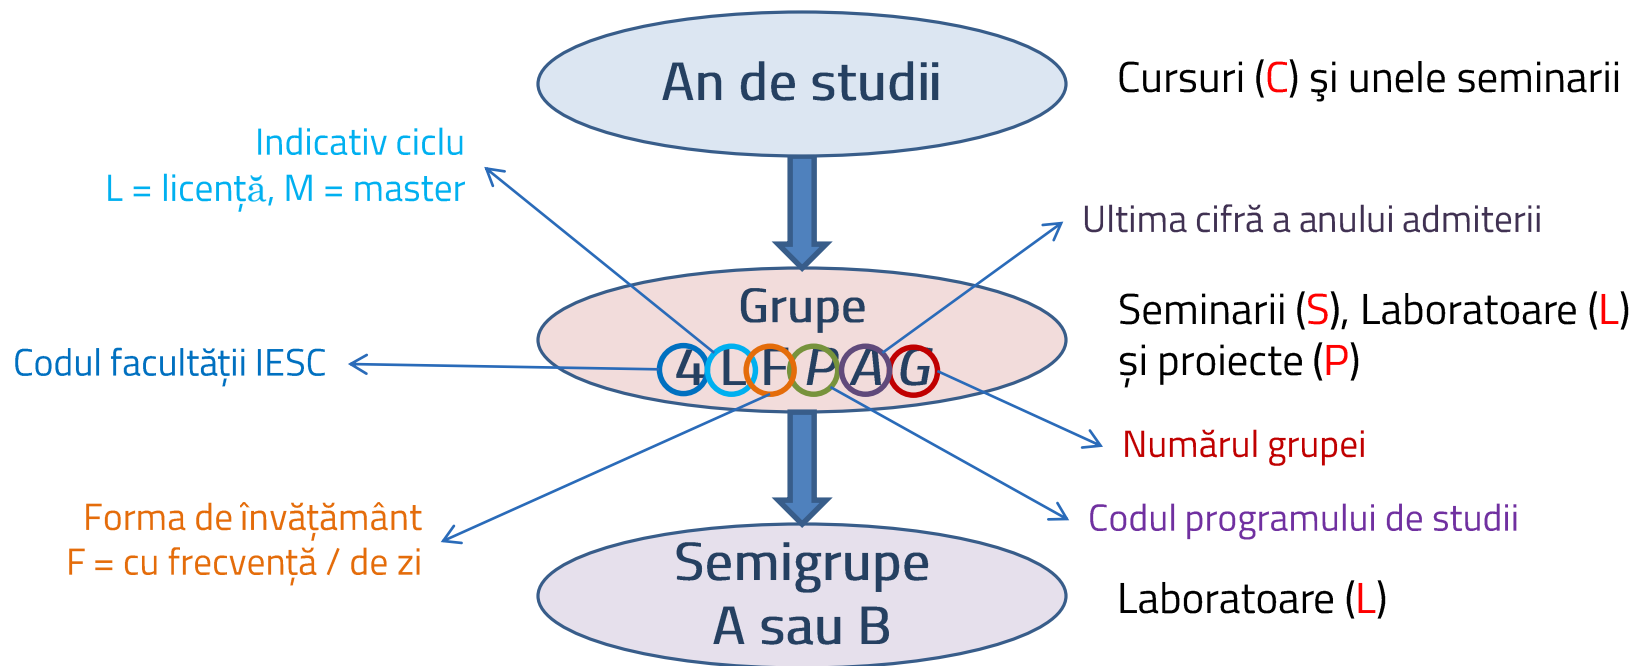 An de studii
Cursuri (C) şi unele seminarii
Indicativ ciclu
L = licență, M = master
Ultima cifră a anului admiterii
Grupe
4LFPAG
Seminarii (S), Laboratoare (L)
și proiecte (P)
Codul facultății IESC
Numărul grupei
Forma de învățământ
F = cu frecvență / de zi
Codul programului de studii
Semigrupe
A sau B
Laboratoare (L)